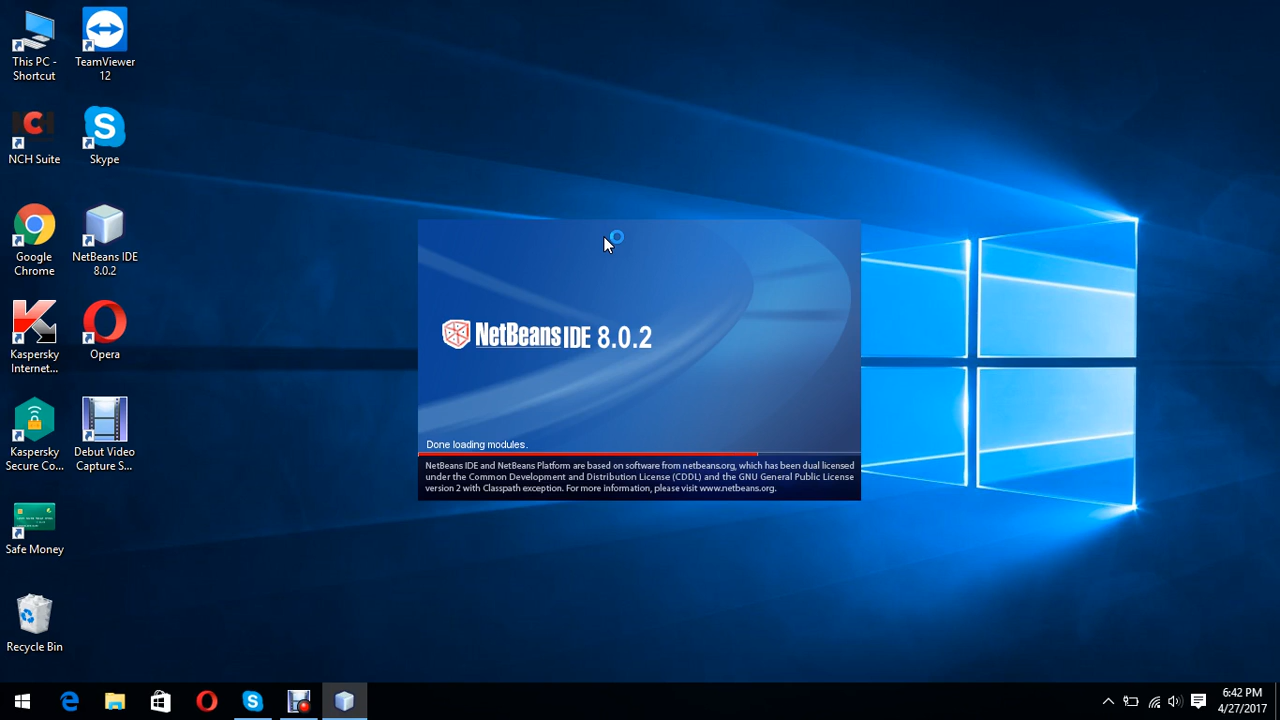 This PC -
Shortcut
TeamViewer
12
NCH Suite
Skype
Google
Chrome
NetBeans IDE
8.0.2
Kaspersky
Internet...
Opera
Kaspersky
Secure Co...
Debut Video
Capture S...
Safe Money
Recycle Bin
NetBeans IDE 8.0.2
Done loading modules.
NetBeans IDE and NetBeans Platform are based on software from netbeans.org, which has been dual licensed
under the Common Development and Distribution License (CDDL) and the GNU General Public License
version 2 with Classpath exception. For more information, please visit www.netbeans.org.
6:42 PM
4/27/2017